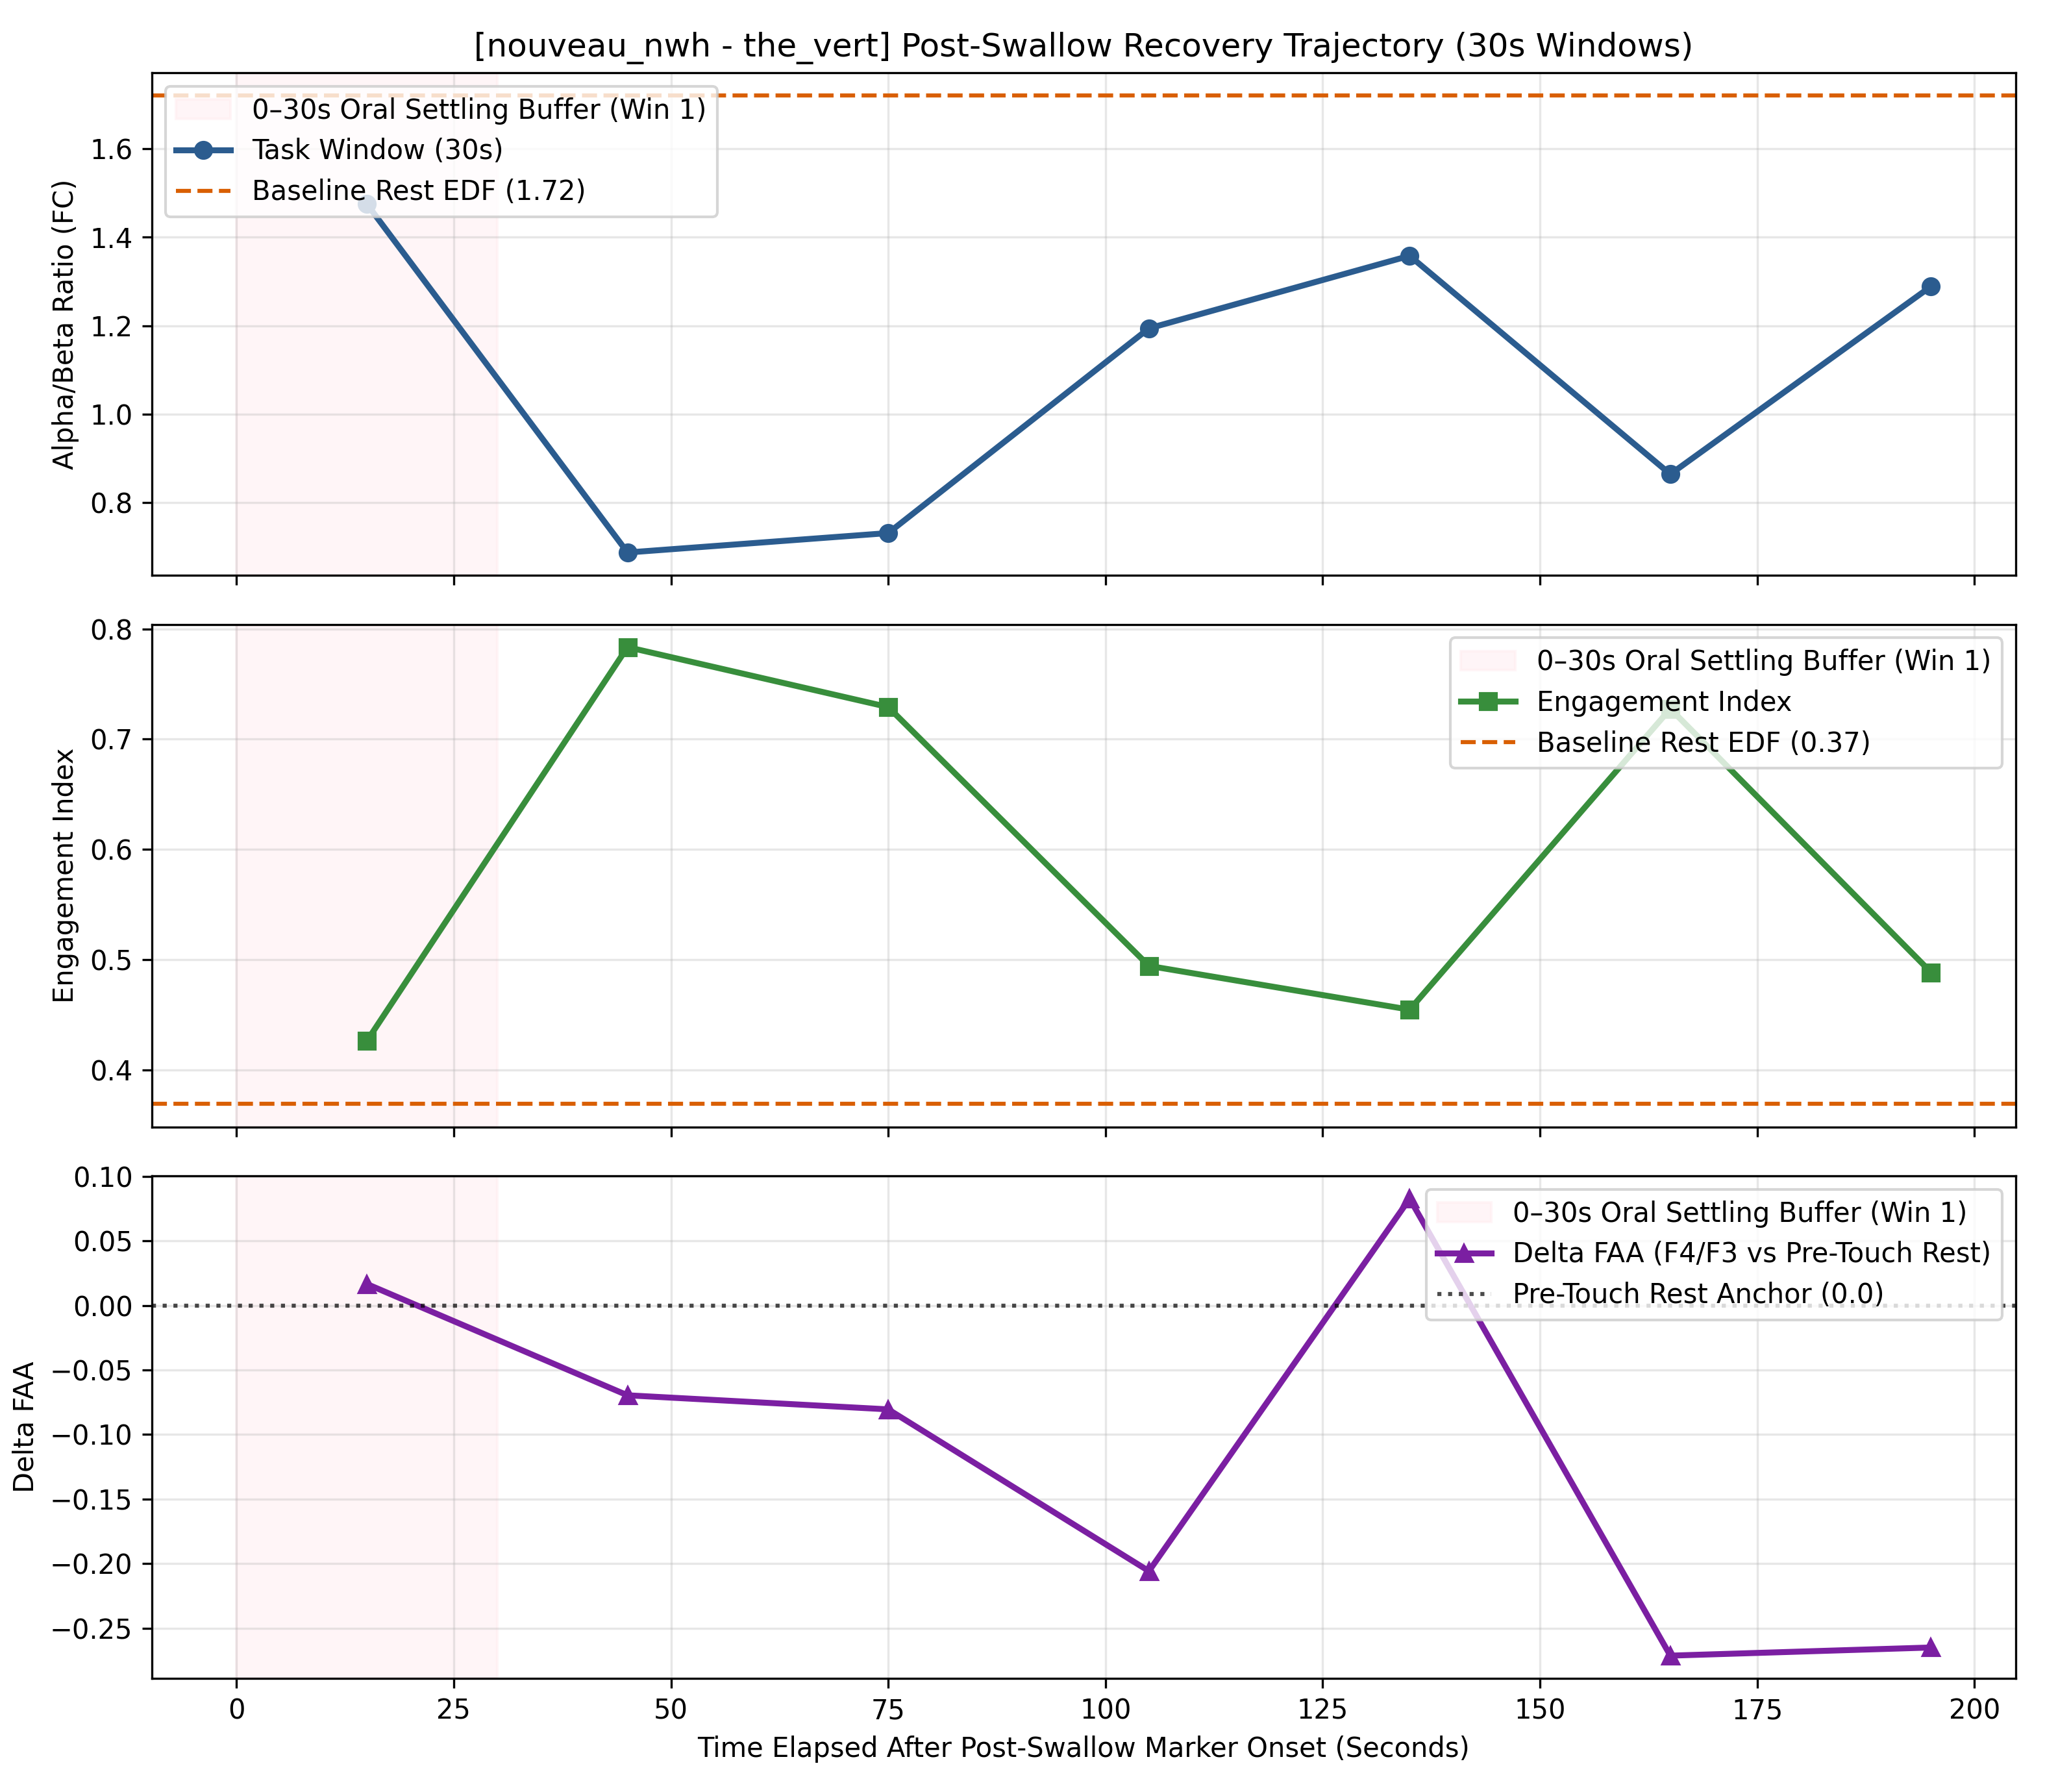 [nouveau_nwh - the_vert] Post-Swallow Recovery Trajectory (30s Windows)
Alpha/Beta Ratio (FC)
1.6
1.4
1.2
1.0
0.8
0–30s Oral Settling Buffer (Win 1)
Task Window (30s)
Baseline Rest EDF (1.72)
Engagement Index
0.8
0.7
0.6
0.5
0.4
0–30s Oral Settling Buffer (Win 1)
Engagement Index
Baseline Rest EDF (0.37)
Delta FAA
0.10
0.05
0.00
−0.05
−0.10
−0.15
−0.20
−0.25
0–30s Oral Settling Buffer (Win 1)
Delta FAA (F4/F3 vs Pre-Touch Rest)
Pre-Touch Rest Anchor (0.0)
0 25 50 75 100 125 150 175 200
Time Elapsed After Post-Swallow Marker Onset (Seconds)